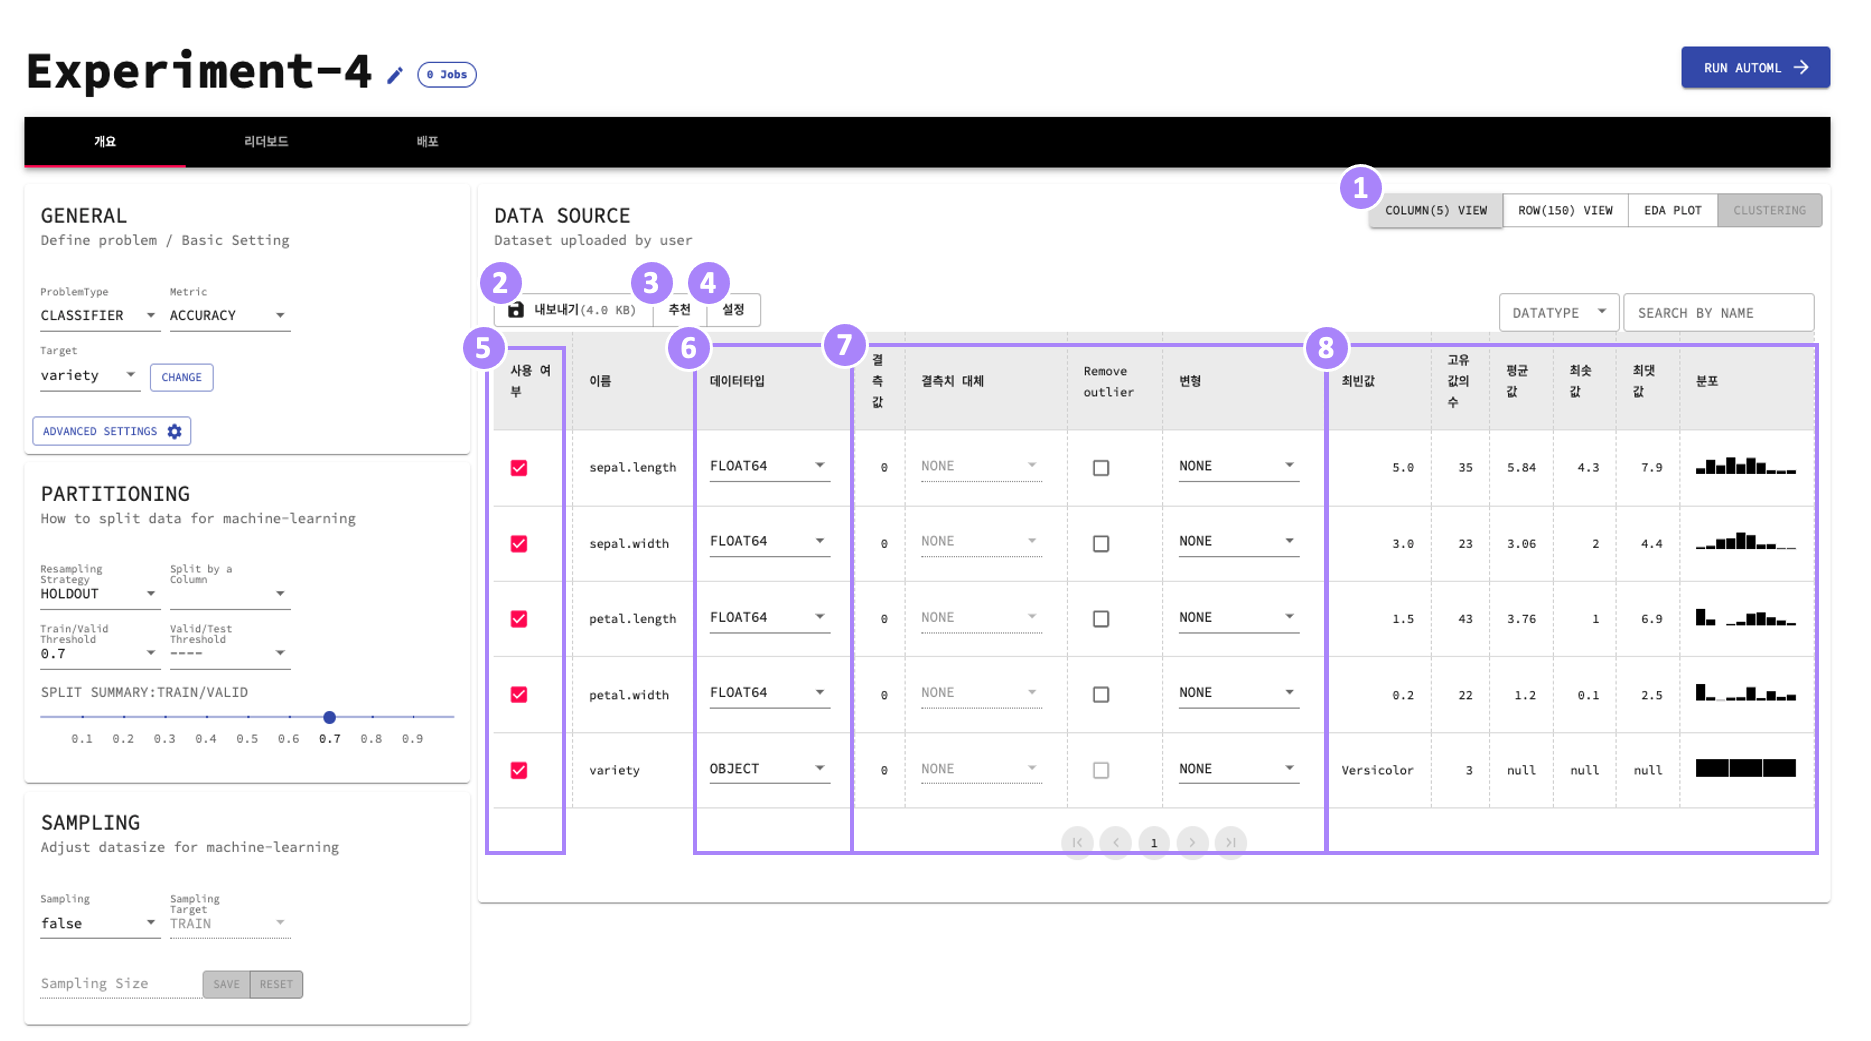 Experiment-4
0 Jobs
RUN AUTOML
개요
리더보드
배포
GENERAL
Define problem / Basic Setting
ProblemType
Metric
CLASSIFIER
ACCURACY
Target
variety
CHANGE
ADVANCED SETTINGS
PARTITIONING
How to split data for machine-learning
Resampling
Strategy
Split by a
Column
HOLDOUT
Train/Valid
Threshold
Valid/Test
Threshold
0.7
----
SPLIT SUMMARY:TRAIN/VALID
0.1 0.2 0.3 0.4 0.5 0.6 0.7 0.8 0.9
SAMPLING
Adjust datasize for machine-learning
Sampling
Sampling
Target
false
TRAIN
Sampling Size
SAVE
RESET
DATA SOURCE
Dataset uploaded by user
1
COLUMN(5) VIEW
ROW(150) VIEW
EDA PLOT
CLUSTERING
2
3
4
내보내기(4.0 KB)
추천
설정
DATATYPE
SEARCH BY NAME
5
6
7
8
사용 여
부
이름
데이터타입
결
측
값
결측치 대체
Remove
outlier
변형
최빈값
고유
값의
수
평균
값
최솟
값
최댓
값
분포
sepal.length FLOAT64 0 NONE NONE 5.0 35 5.84 4.3 7.9
sepal.width FLOAT64 0 NONE NONE 3.0 23 3.06 2 4.4
petal.length FLOAT64 0 NONE NONE 1.5 43 3.76 1 6.9
petal.width FLOAT64 0 NONE NONE 0.2 22 1.2 0.1 2.5
variety OBJECT 0 NONE NONE Versicolor 3 null null null
1